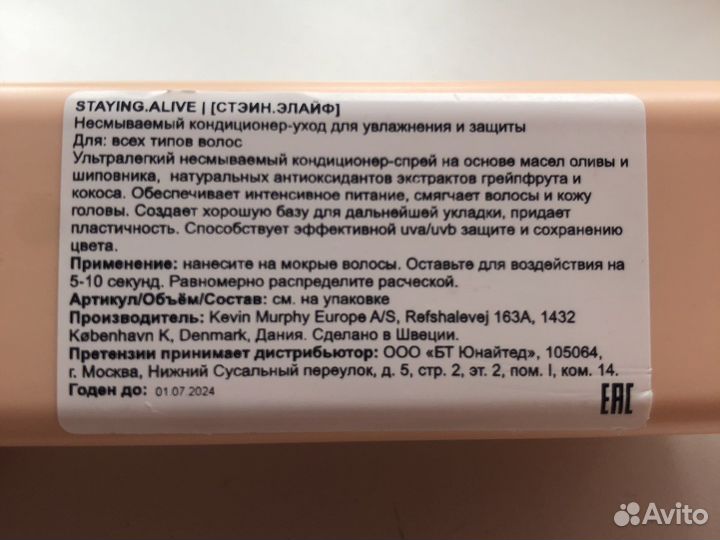 STAYING.ALIVE | [СТЭИН.ЭЛАЙФ]
Несмываемый кондиционер-уход для увлажнения и защиты
Для: всех типов волос
Ультралегкий несмываемый кондиционер-спрей на основе масел оливы и
шиповника, натуральных антиоксидантов экстрактов грейпфрута и
кокоса. Обеспечивает интенсивное питание, смягчает волосы и кожу
головы. Создает хорошую базу для дальнейшей укладки, придает
пластичность. Способствует эффективной uva/uvb защите и сохранению
цвета.
Применение: нанесите на мокрые волосы. Оставьте для воздействия на
5-10 секунд. Равномерно распределите расческой.
Артикул/Объём/Состав: см. на упаковке
Производитель: Kevin Murphy Europe A/S, Refshalevej 163A, 1432
København K, Denmark, Дания. Сделано в Швеции.
Претензии принимает дистрибьютор: ООО «БТ Юнайтед», 105064,
г. Москва, Нижний Сусальный переулок, д. 5, стр. 2, эт. 2, пом. I, ком. 14.
Годен до: 01.07.2024
EAC
Avito